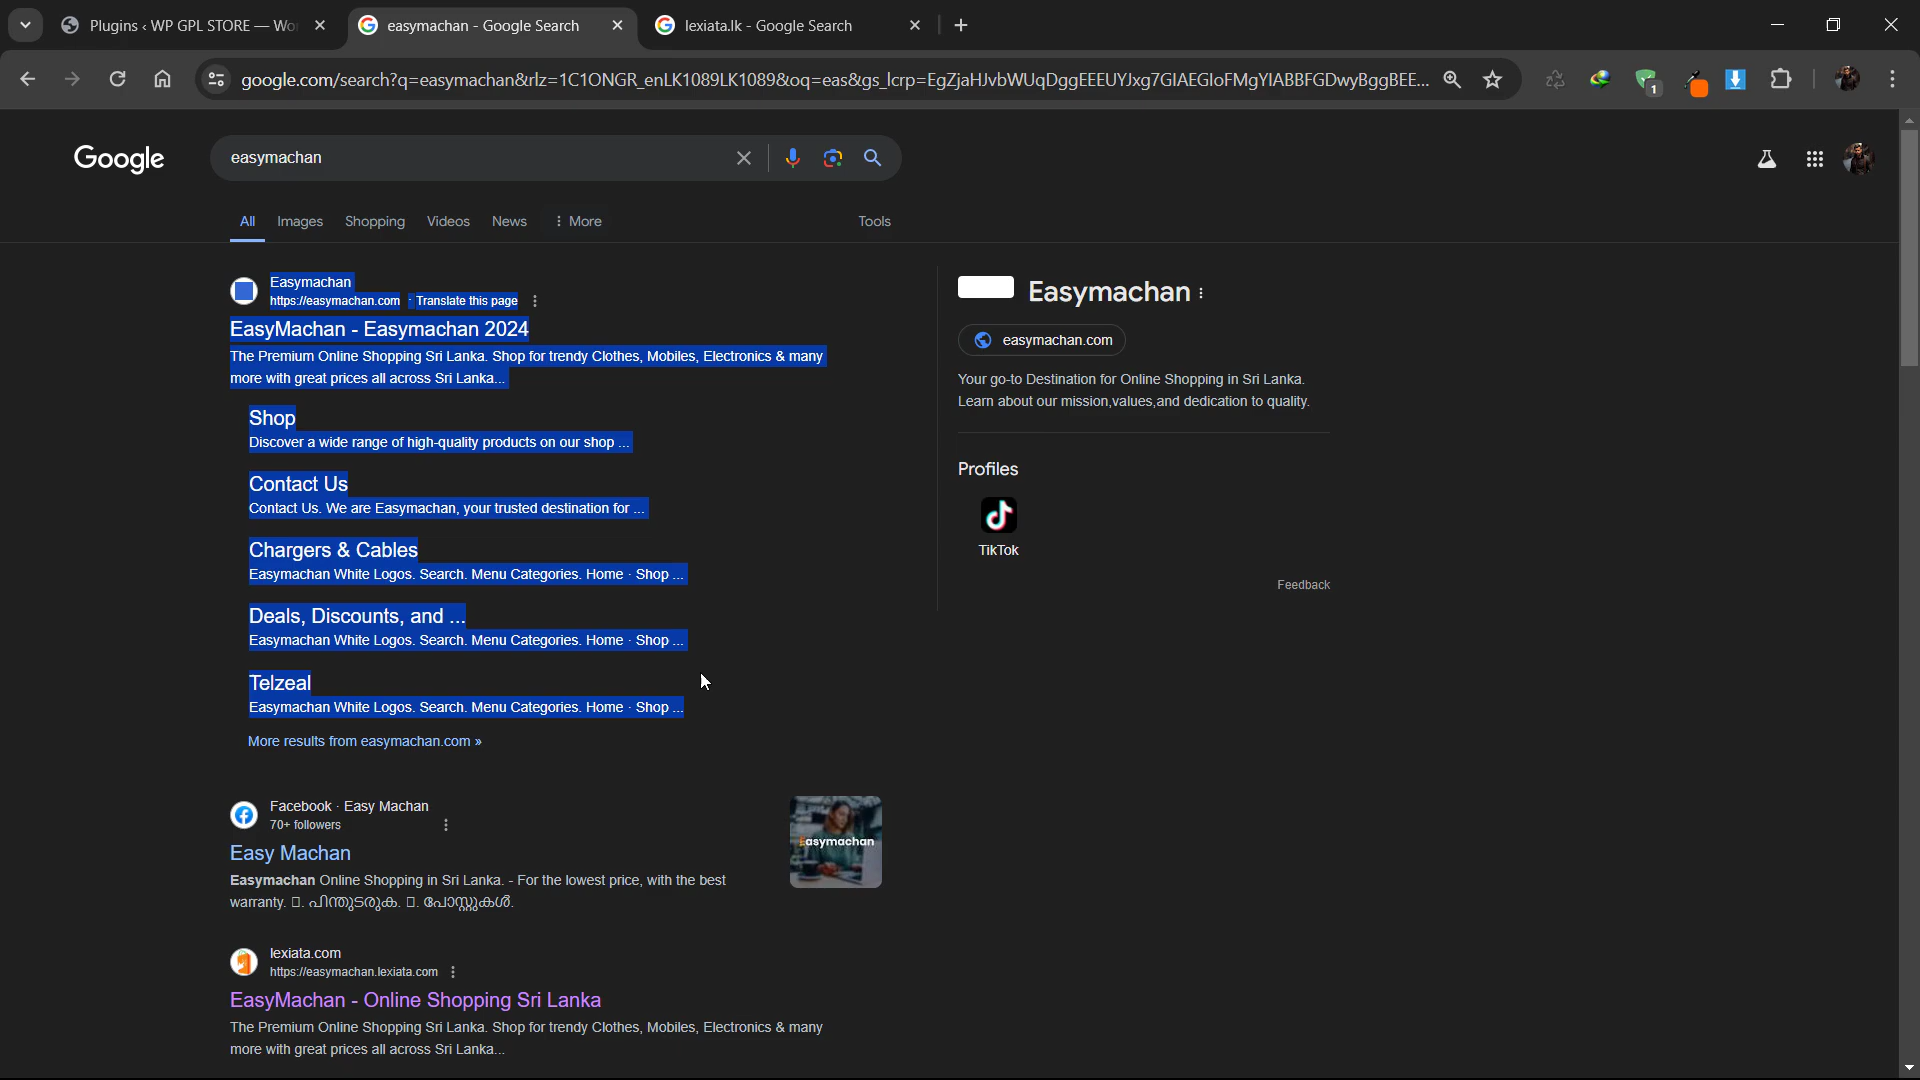 Plugins ‹ WP GPL STORE — Wo
easymachan - Google Search
lexiata.lk - Google Search
google.com/search?q=easymachan&rlz=1C1ONGR_enLK1089LK1089&oq=eas&gs_lcrp=EgZjaHJvbWUqDggEEEUYJxg7GIAEGIoFMgYIABBFGDwyBggBEE...
1
Google
easymachan
All Images Shopping Videos News More Tools
Easymachan
https://easymachan.com · Translate this page
EasyMachan - Easymachan 2024
The Premium Online Shopping Sri Lanka. Shop for trendy Clothes, Mobiles, Electronics & many
more with great prices all across Sri Lanka...
Shop
Discover a wide range of high-quality products on our shop ...
Contact Us
Contact Us. We are Easymachan, your trusted destination for ...
Chargers & Cables
Easymachan White Logos. Search. Menu Categories. Home · Shop ...
Deals, Discounts, and ...
Easymachan White Logos. Search. Menu Categories. Home · Shop ...
Telzeal
Easymachan White Logos. Search. Menu Categories. Home · Shop ...
More results from easymachan.com »
Facebook · Easy Machan
70+ followers
Easy Machan
Easymachan Online Shopping in Sri Lanka. - For the lowest price, with the best
warranty. . പിന്തുടരുക. . പോസ്റ്റുകൾ.
Easymachan
lexiata.com
https://easymachan.lexiata.com
EasyMachan - Online Shopping Sri Lanka
The Premium Online Shopping Sri Lanka. Shop for trendy Clothes, Mobiles, Electronics & many
more with great prices all across Sri Lanka...
Easymachan
easymachan.com
Your go-to Destination for Online Shopping in Sri Lanka.
Learn about our mission,values,and dedication to quality.
Profiles
TikTok
Feedback